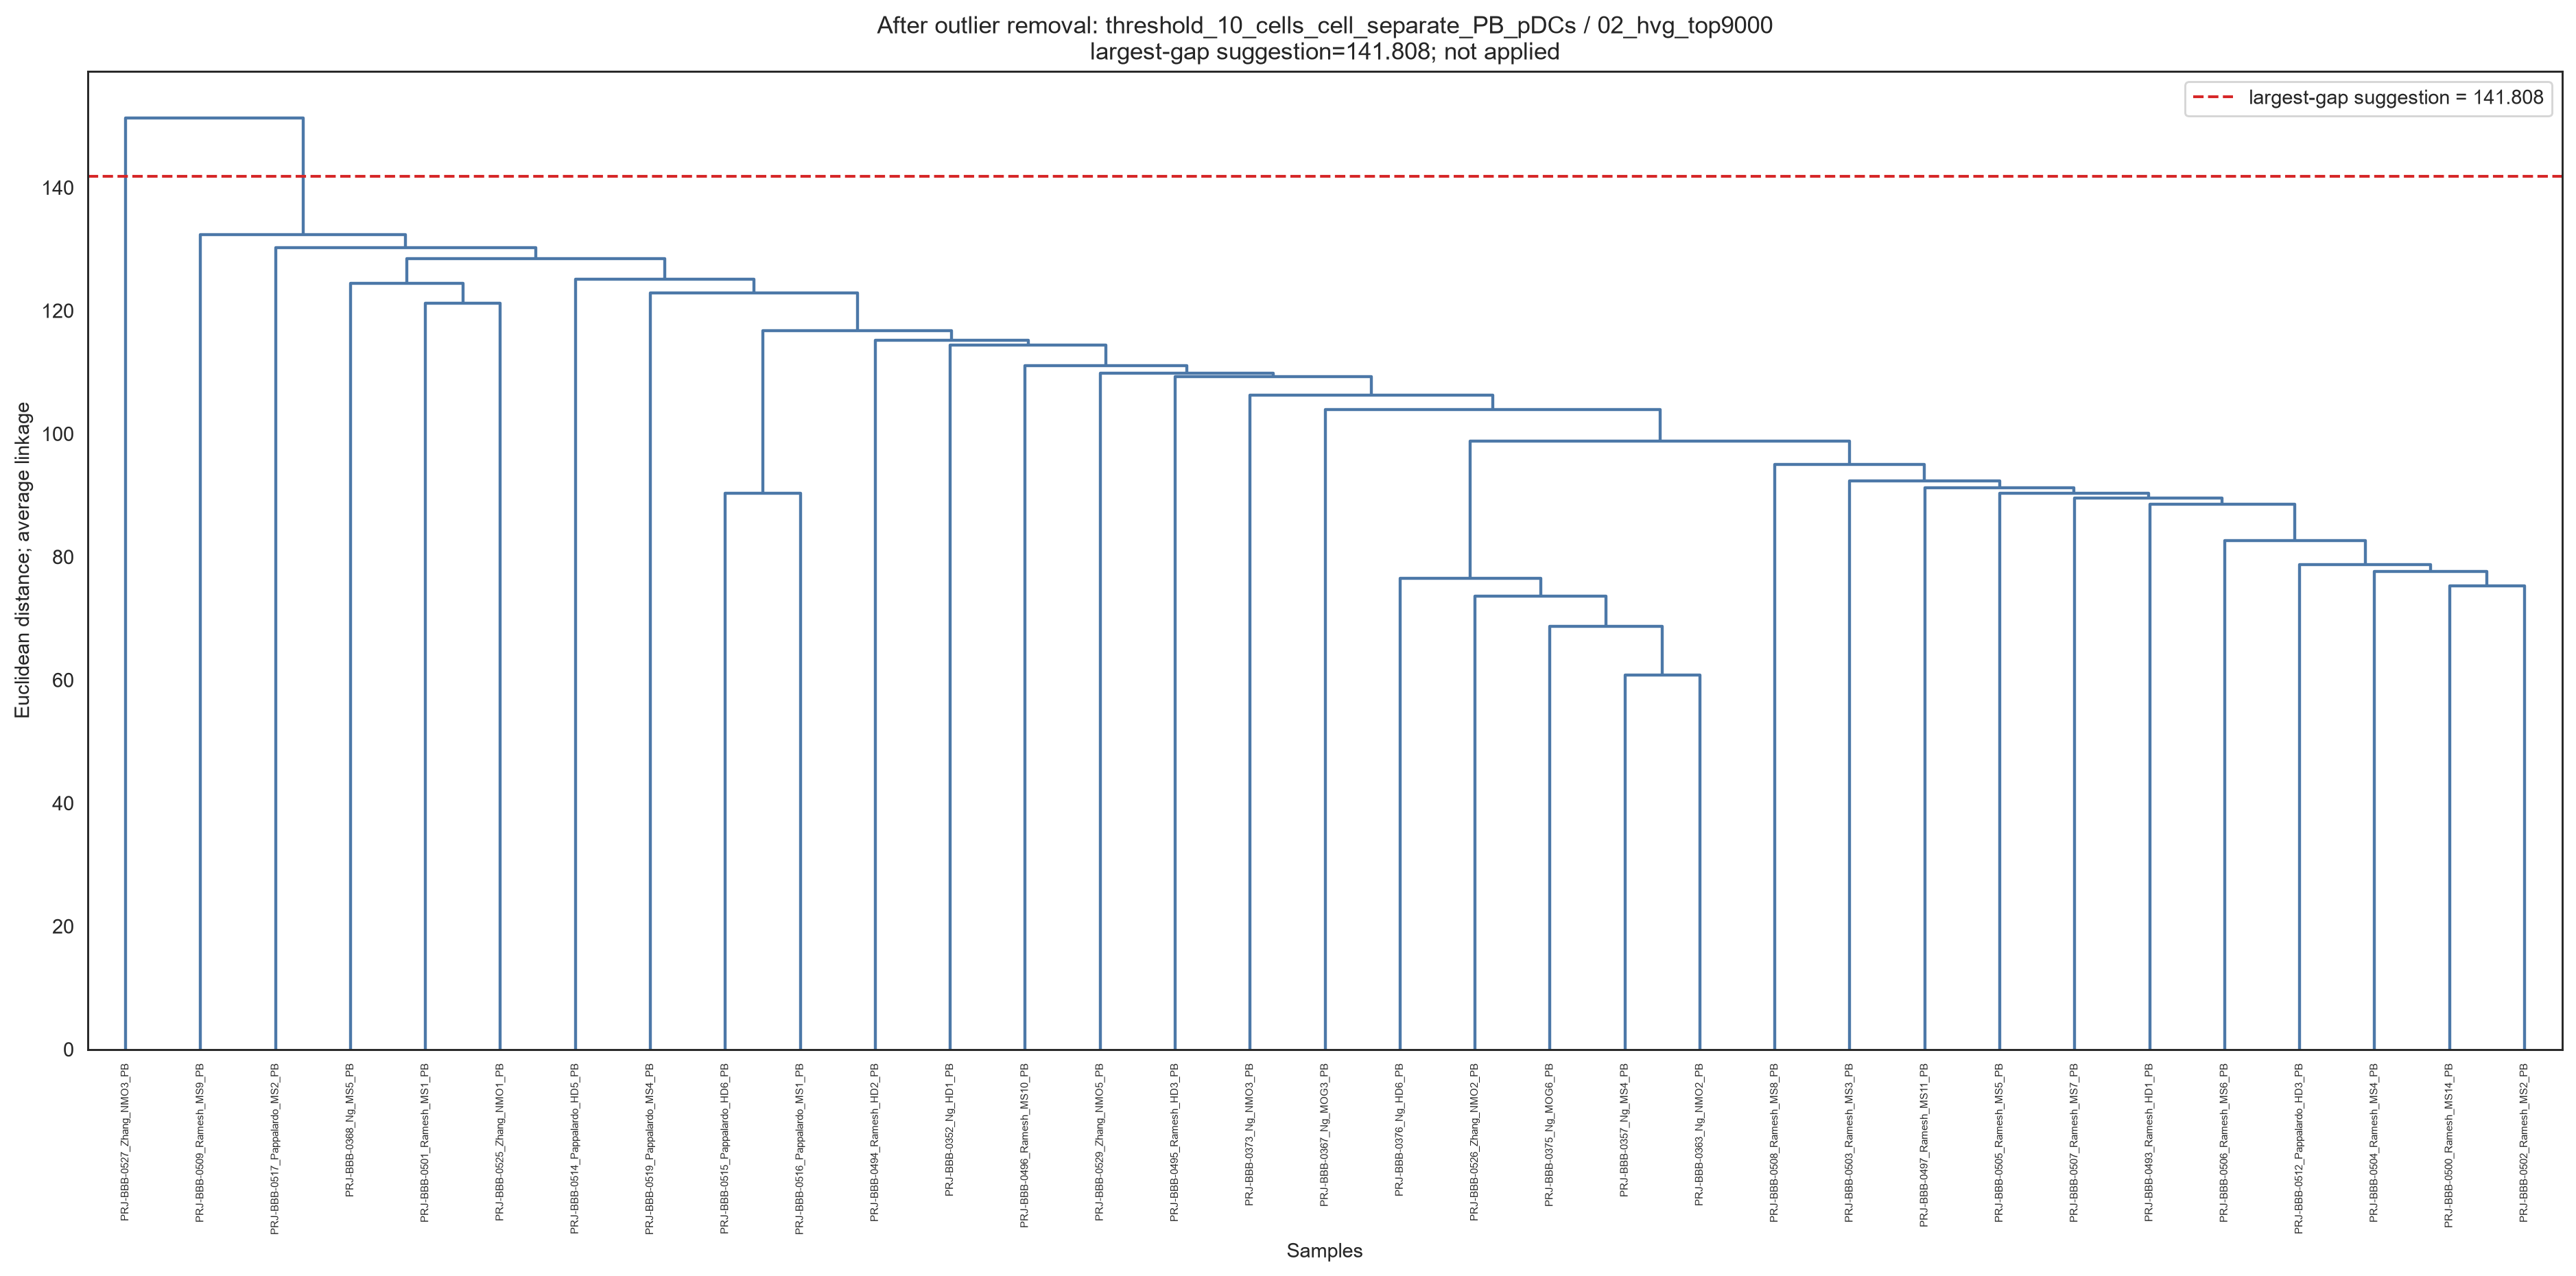 After outlier removal: threshold_10_cells_cell_separate_PB_pDCs / 02_hvg_top9000
largest-gap suggestion=141.808; not applied
largest-gap suggestion = 141.808
Euclidean distance; average linkage
140
120
100
80
60
40
20
0
PRJ-BBB-0527_Zhang_NMO3_PB
PRJ-BBB-0509_Ramesh_MS9_PB
PRJ-BBB-0517_Pappalardo_MS2_PB
PRJ-BBB-0368_Ng_MS5_PB
PRJ-BBB-0501_Ramesh_MS1_PB
PRJ-BBB-0525_Zhang_NMO1_PB
PRJ-BBB-0514_Pappalardo_HD5_PB
PRJ-BBB-0519_Pappalardo_MS4_PB
PRJ-BBB-0515_Pappalardo_HD6_PB
PRJ-BBB-0516_Pappalardo_MS1_PB
PRJ-BBB-0494_Ramesh_HD2_PB
PRJ-BBB-0352_Ng_HD1_PB
PRJ-BBB-0496_Ramesh_MS10_PB
PRJ-BBB-0529_Zhang_NMO5_PB
PRJ-BBB-0495_Ramesh_HD3_PB
PRJ-BBB-0373_Ng_NMO3_PB
PRJ-BBB-0367_Ng_MOG3_PB
PRJ-BBB-0376_Ng_HD6_PB
PRJ-BBB-0526_Zhang_NMO2_PB
PRJ-BBB-0375_Ng_MOG6_PB
PRJ-BBB-0357_Ng_MS4_PB
PRJ-BBB-0363_Ng_NMO2_PB
PRJ-BBB-0508_Ramesh_MS8_PB
PRJ-BBB-0503_Ramesh_MS3_PB
PRJ-BBB-0497_Ramesh_MS11_PB
PRJ-BBB-0505_Ramesh_MS5_PB
PRJ-BBB-0507_Ramesh_MS7_PB
PRJ-BBB-0493_Ramesh_HD1_PB
PRJ-BBB-0506_Ramesh_MS6_PB
PRJ-BBB-0512_Pappalardo_HD3_PB
PRJ-BBB-0504_Ramesh_MS4_PB
PRJ-BBB-0500_Ramesh_MS14_PB
PRJ-BBB-0502_Ramesh_MS2_PB
Samples